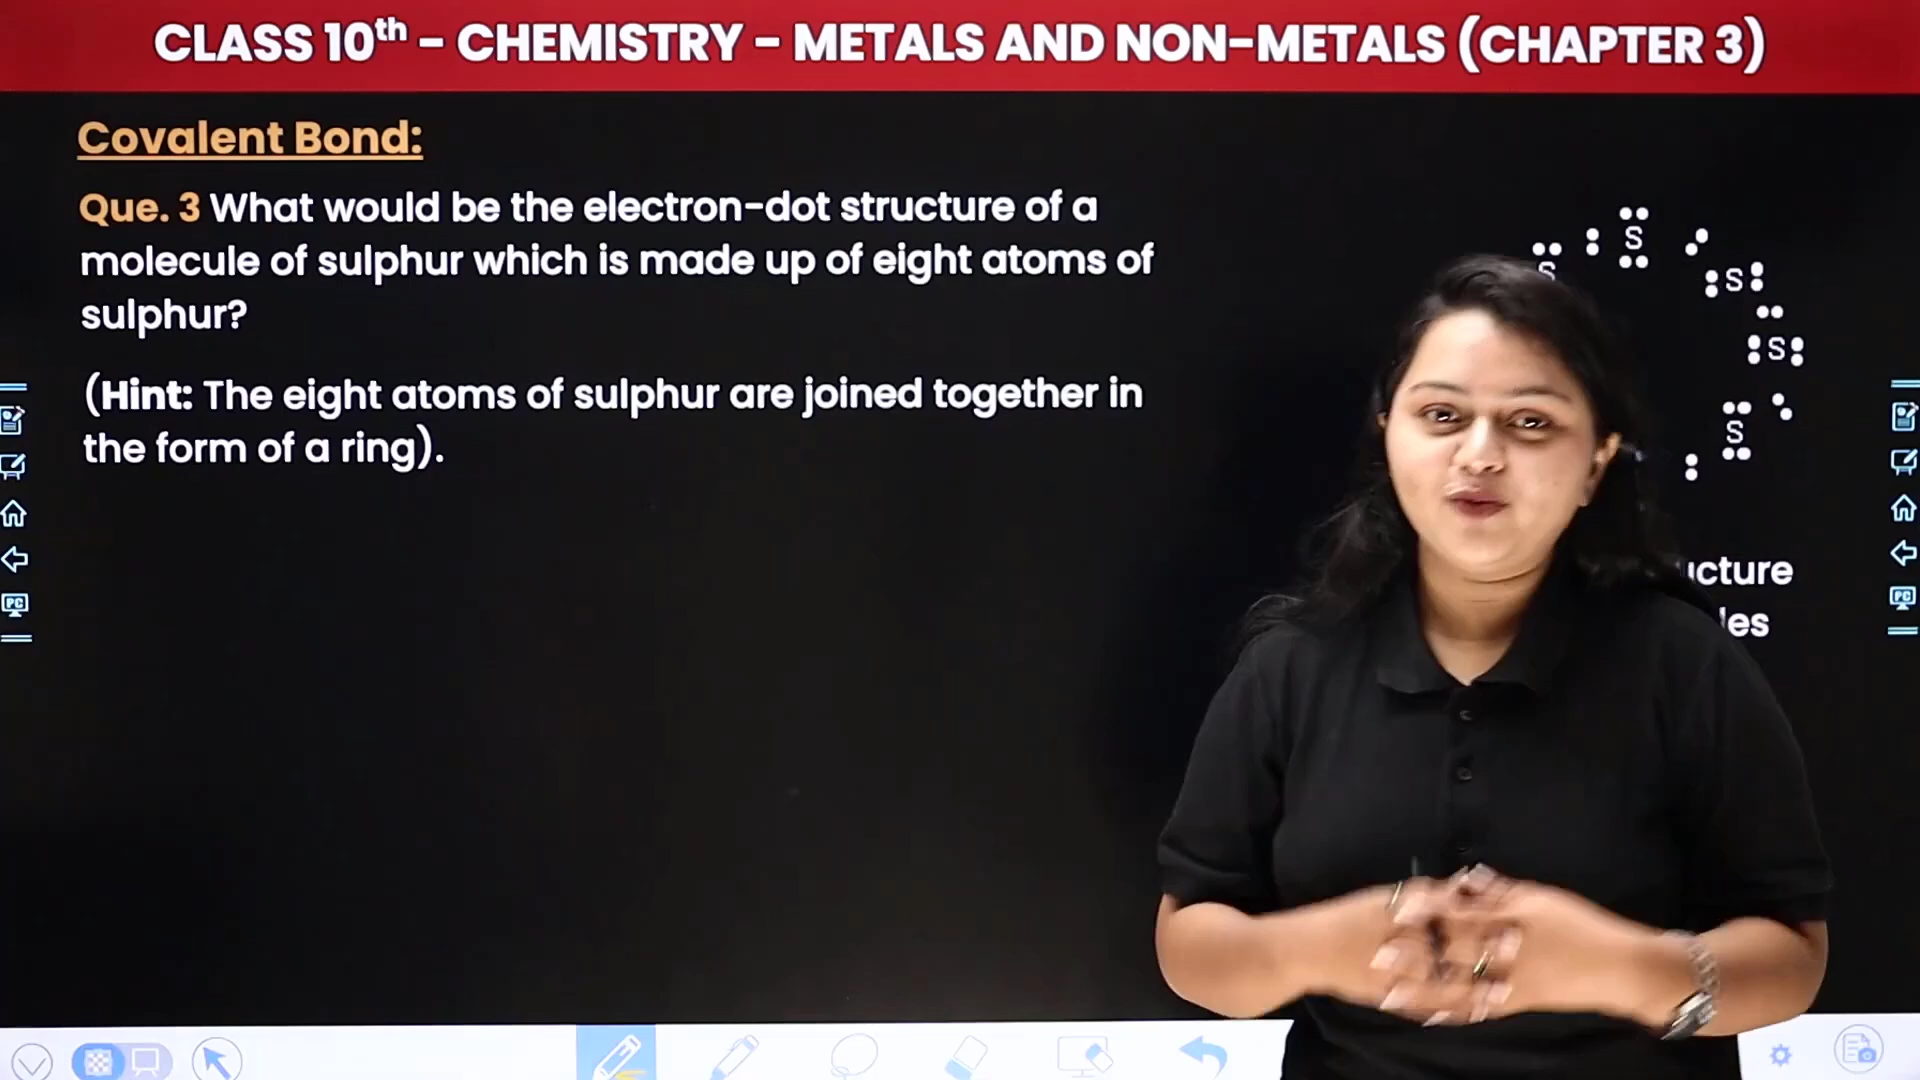 CLASS 10th - CHEMISTRY - METALS AND NON-METALS (CHAPTER 3)
Covalent Bond:
Que. 3 What would be the electron-dot structure of a
molecule of sulphur which is made up of eight atoms of
sulphur?
(Hint: The eight atoms of sulphur are joined together in
the form of a ring).
S
S
S
S
S
PC
PC